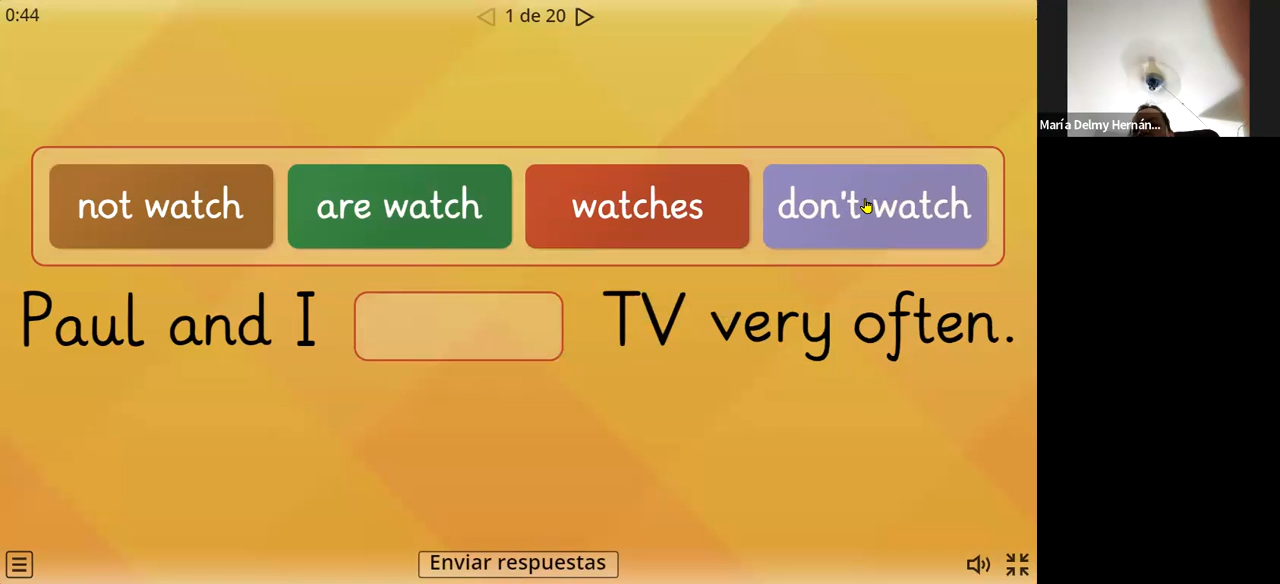 0:44
1 de 20
María Delmy Hernán...
not watch
are watch
watches
don't watch
Paul and I TV very often.
Enviar respuestas